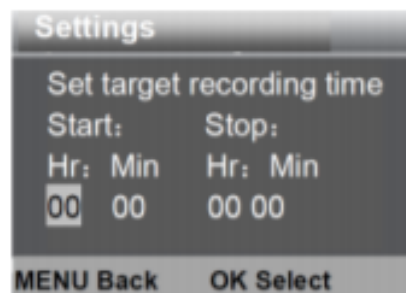 Settings
Set target recording time
Start: Stop:
Hr: Min Hr: Min
00 00 00 00
MENU Back OK Select